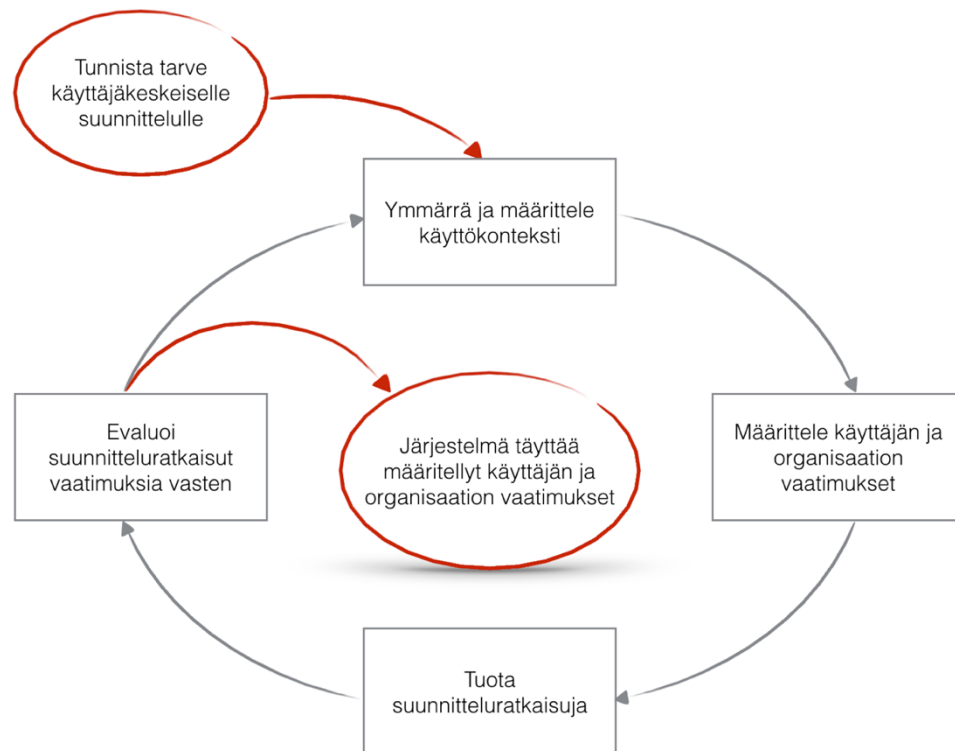 Tunnista tarve
käyttäjäkeskeiselle
suunnittelulle
Ymmärrä ja määrittele
käyttökonteksti
Määrittele käyttäjän ja
organisaation
vaatimukset
Tuota
suunnitteluratkaisuja
Evaluoi
suunnitteluratkaisut
vaatimuksia vasten
Järjestelmä täyttää
määritellyt käyttäjän ja
organisaation vaatimukset